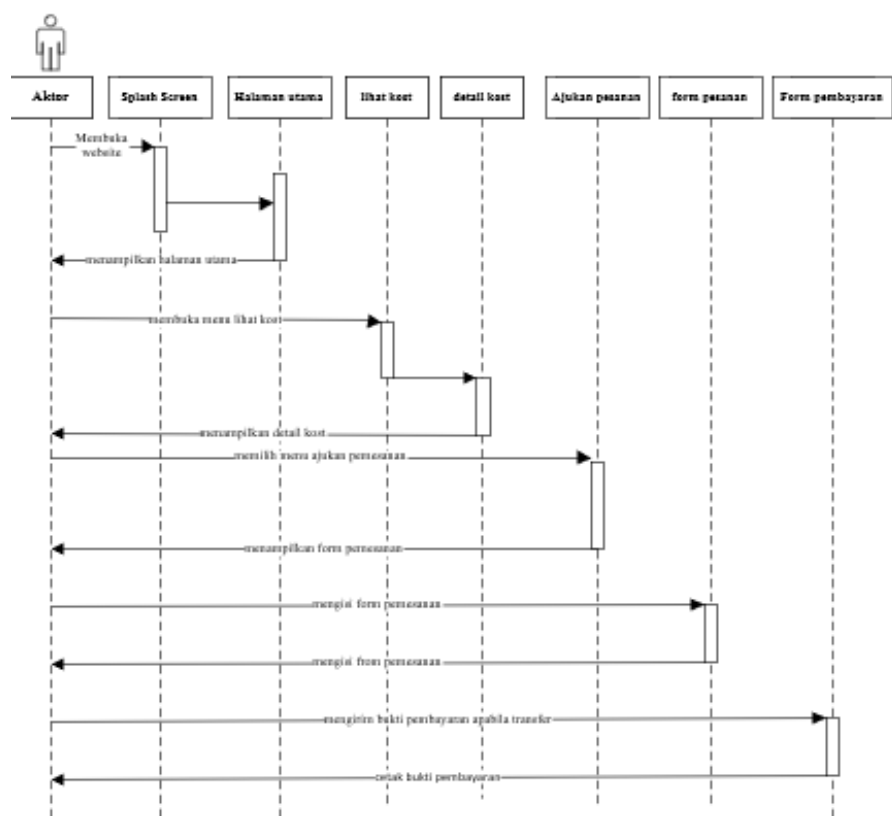 Aktor
Splash Screen
Halaman utama
lihat kost
detail kost
Ajukan pesanan
form pesanan
Form pembayaran
Membuka
website
menampilkan halaman utama
membuka menu lihat kost
menampilkan detail kost
memilih menu ajukan pemesanan
menampilkan form pemesanan
mengisi form pemesanan
mengisi from pemesanan
mengirim bukti pembayaran apabila transfer
cetak bukti pembayaran